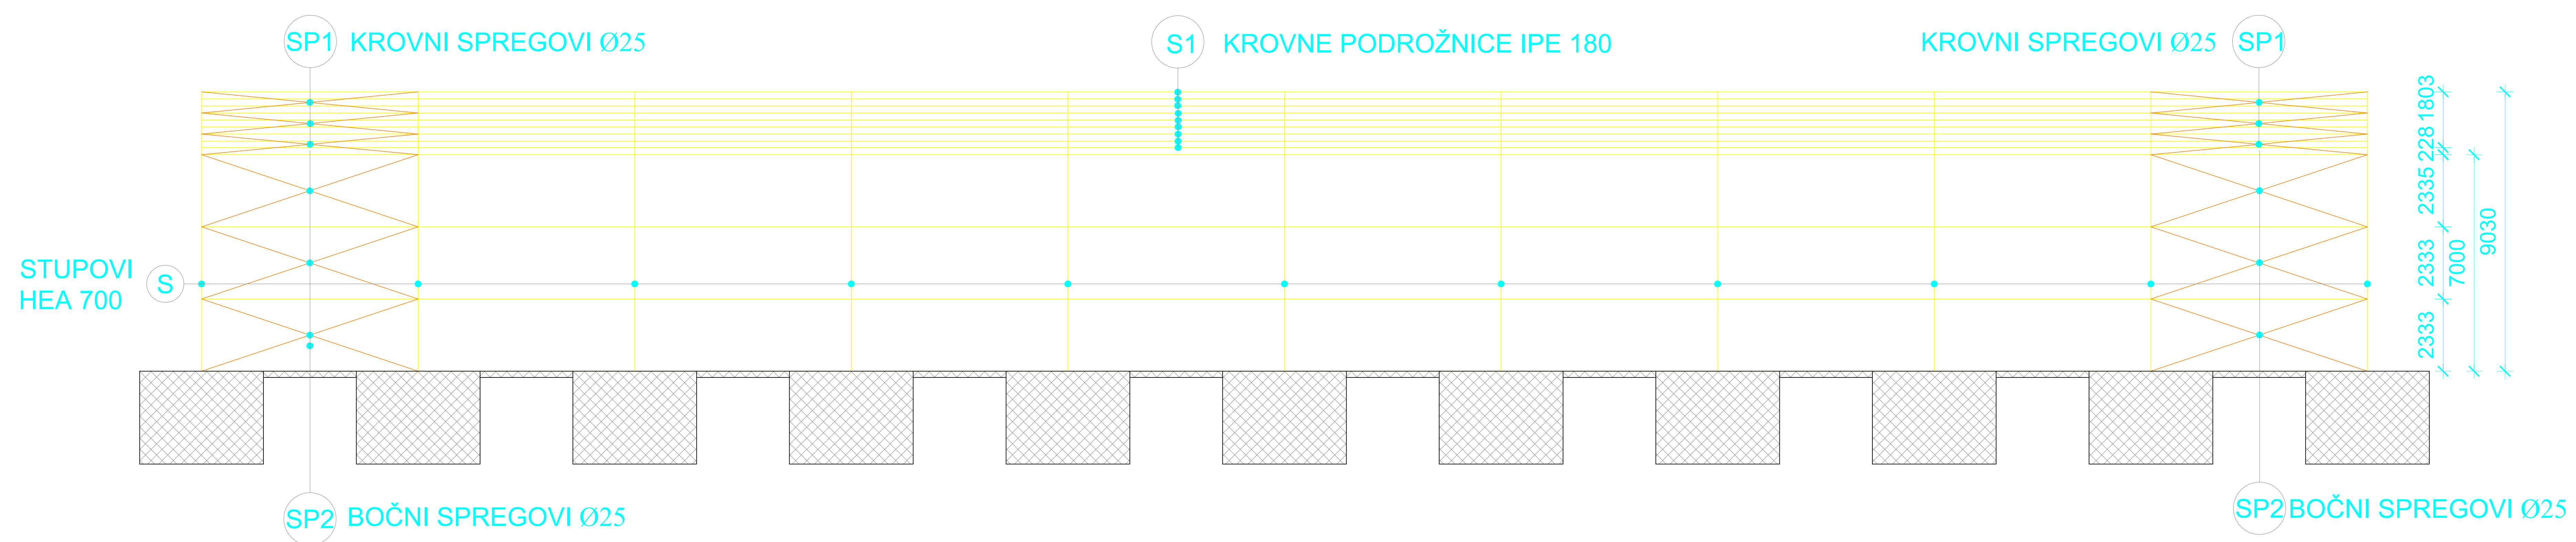 SP1 KROVNI SPREGOVI Ø25
S1 KROVNE PODROŽNICE IPE 180
KROVNI SPREGOVI Ø25 SP1
1803
228
2335
2333
2333
7000
9030
STUPOVI
HEA 700
S
SP2 BOČNI SPREGOVI Ø25
SP2 BOČNI SPREGOVI Ø25